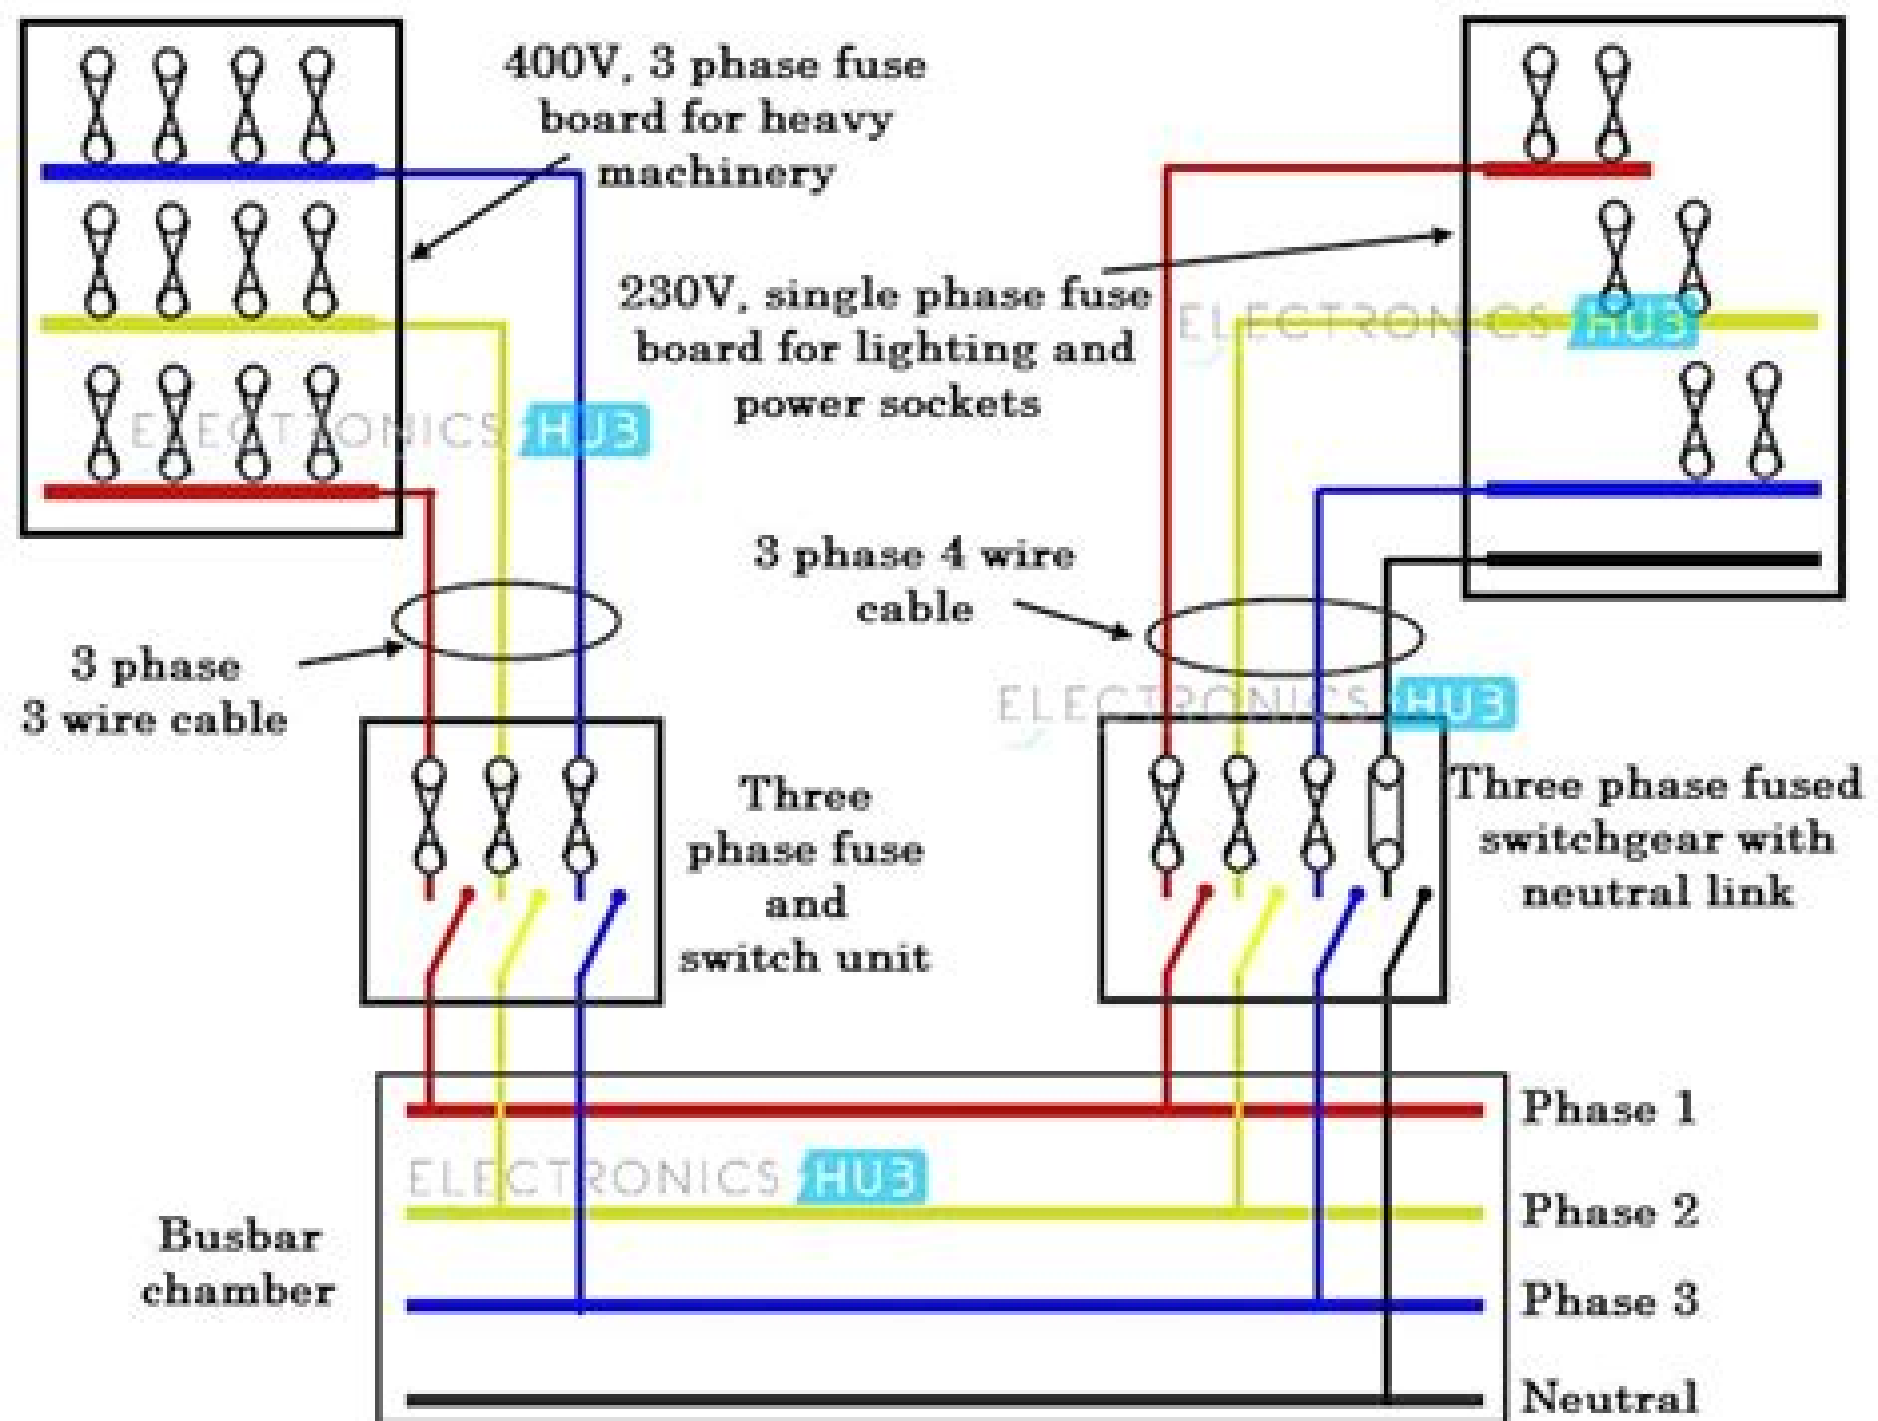 400V, 3 phase fuse
board for heavy
machinery
230V, single phase fuse
board for lighting and
power sockets
ELECTRONICS HUB
ELECTRONICS HUB
3 phase 4 wire
cable
3 phase
3 wire cable
ELECTRONICS HUB
Three
phase fuse
and
switch unit
Three phase fused
switchgear with
neutral link
Phase 1
ELECTRONICS HUB
Phase 2
Busbar
chamber
Phase 3
Neutral